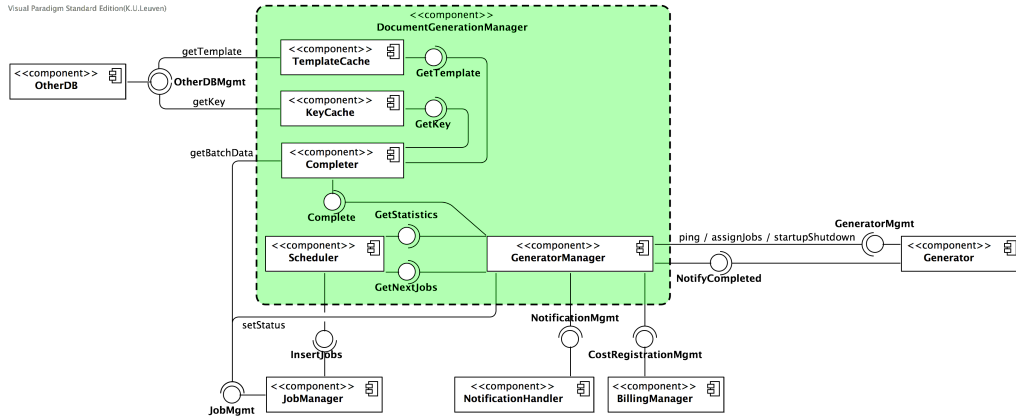 Visual Paradigm Standard Edition(K.U.Leuven)
<<component>>
DocumentGenerationManager
getTemplate
<<component>>
TemplateCache
GetTemplate
<<component>>
OtherDB
OtherDBMgmt
getKey
<<component>>
KeyCache
GetKey
getBatchData
<<component>>
Completer
Complete
GetStatistics
<<component>>
Scheduler
GetNextJobs
<<component>>
GeneratorManager
ping / assignJobs / startupShutdown
GeneratorMgmt
<<component>>
Generator
NotifyCompleted
setStatus
InsertJobs
NotificationMgmt
CostRegistrationMgmt
JobMgmt
<<component>>
JobManager
<<component>>
NotificationHandler
<<component>>
BillingManager